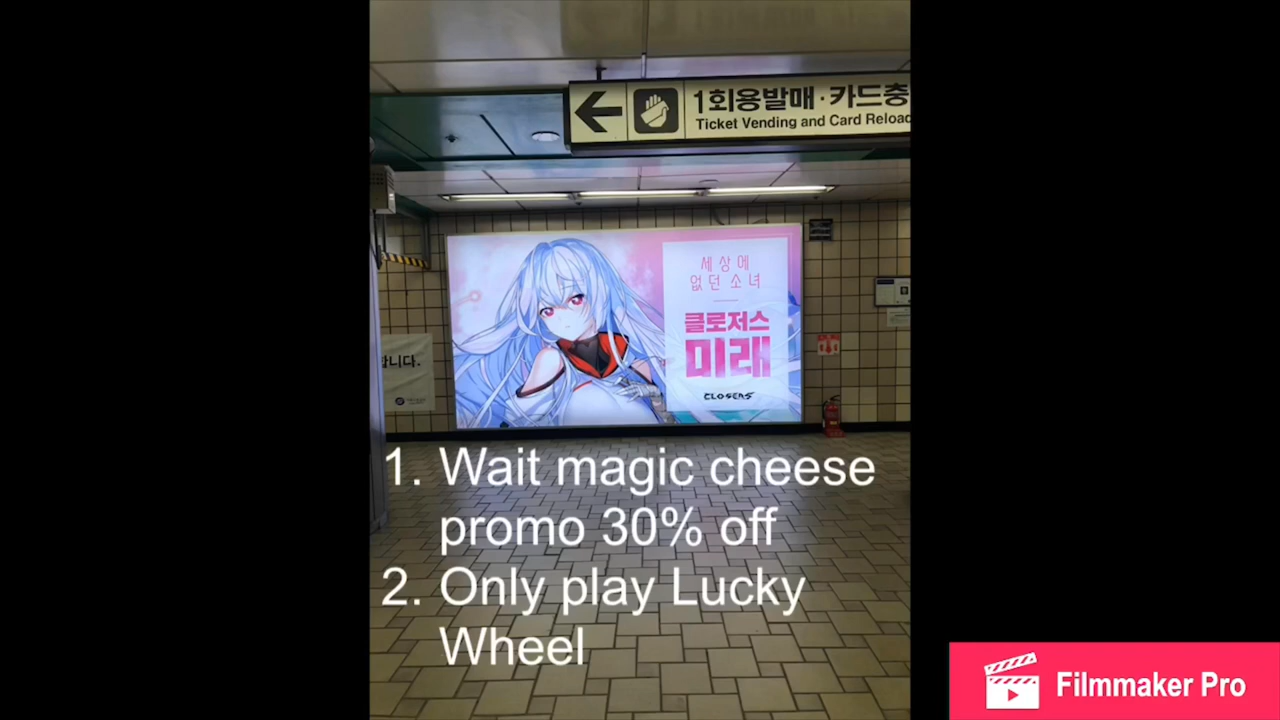 1회용발매·카드충
Ticket Vending and Card Reload
세상에
없던 소녀
클로저스
미래
CLOSERS
합니다.
1. Wait magic cheese
promo 30% off
2. Only play Lucky
Wheel
Filmmaker Pro